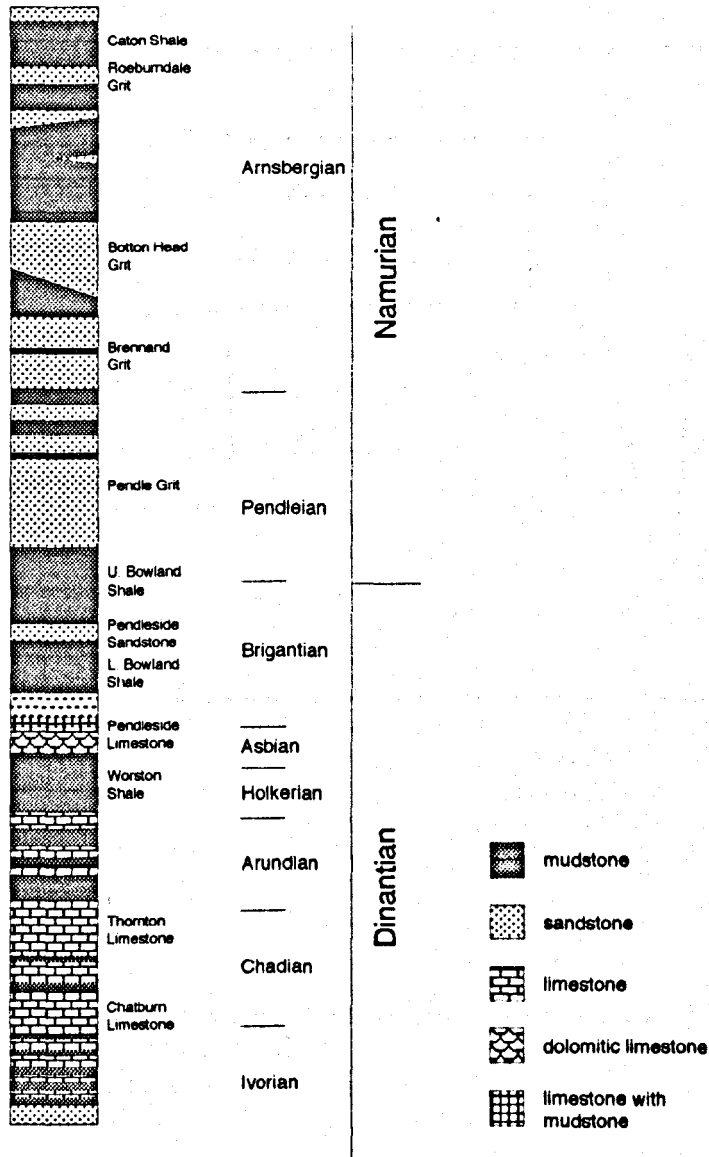 Caton Shale
Roeburndale
Grit
Botton Head
Grit
Brennand
Grit
Pendle Grit
U. Bowland
Shale
Pendleside
Sandstone
L. Bowland
Shale
Pendleside
Limestone
Worston
Shale
Thornton
Limestone
Chatburn
Limestone
Arnsbergian
Pendleian
Brigantian
Asbian
Holkerian
Arundian
Chadian
Ivorian
Namurian
Dinantian
mudstone
sandstone
limestone
dolomitic limestone
limestone with
mudstone